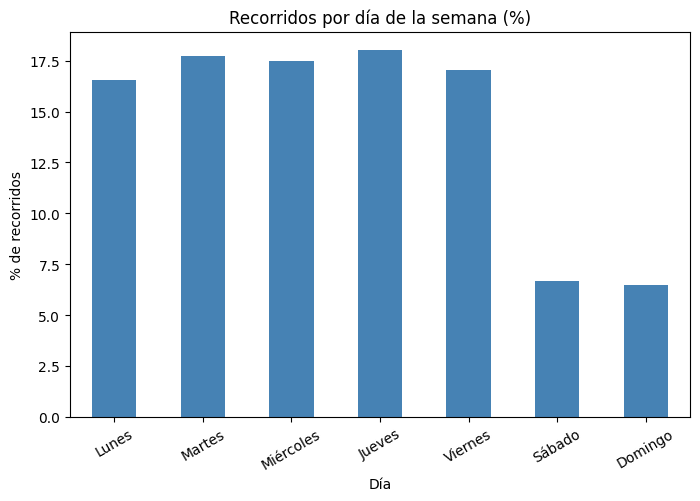 Recorridos por día de la semana (%)
% de recorridos
17.5
15.0
12.5
10.0
7.5
5.0
2.5
0.0
Lunes
Martes
Miércoles
Jueves
Viernes
Sábado
Domingo
Día